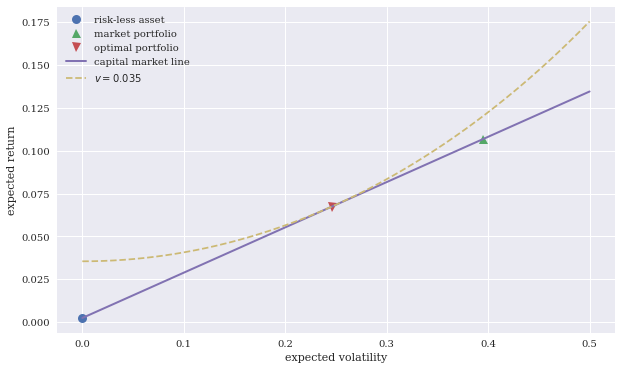 risk-less asset
market portfolio
optimal portfolio
capital market line
v = 0.035
0.175
0.150
0.125
0.100
0.075
0.050
0.025
0.000
expected return
0.0 0.1 0.2 0.3 0.4 0.5
expected volatility